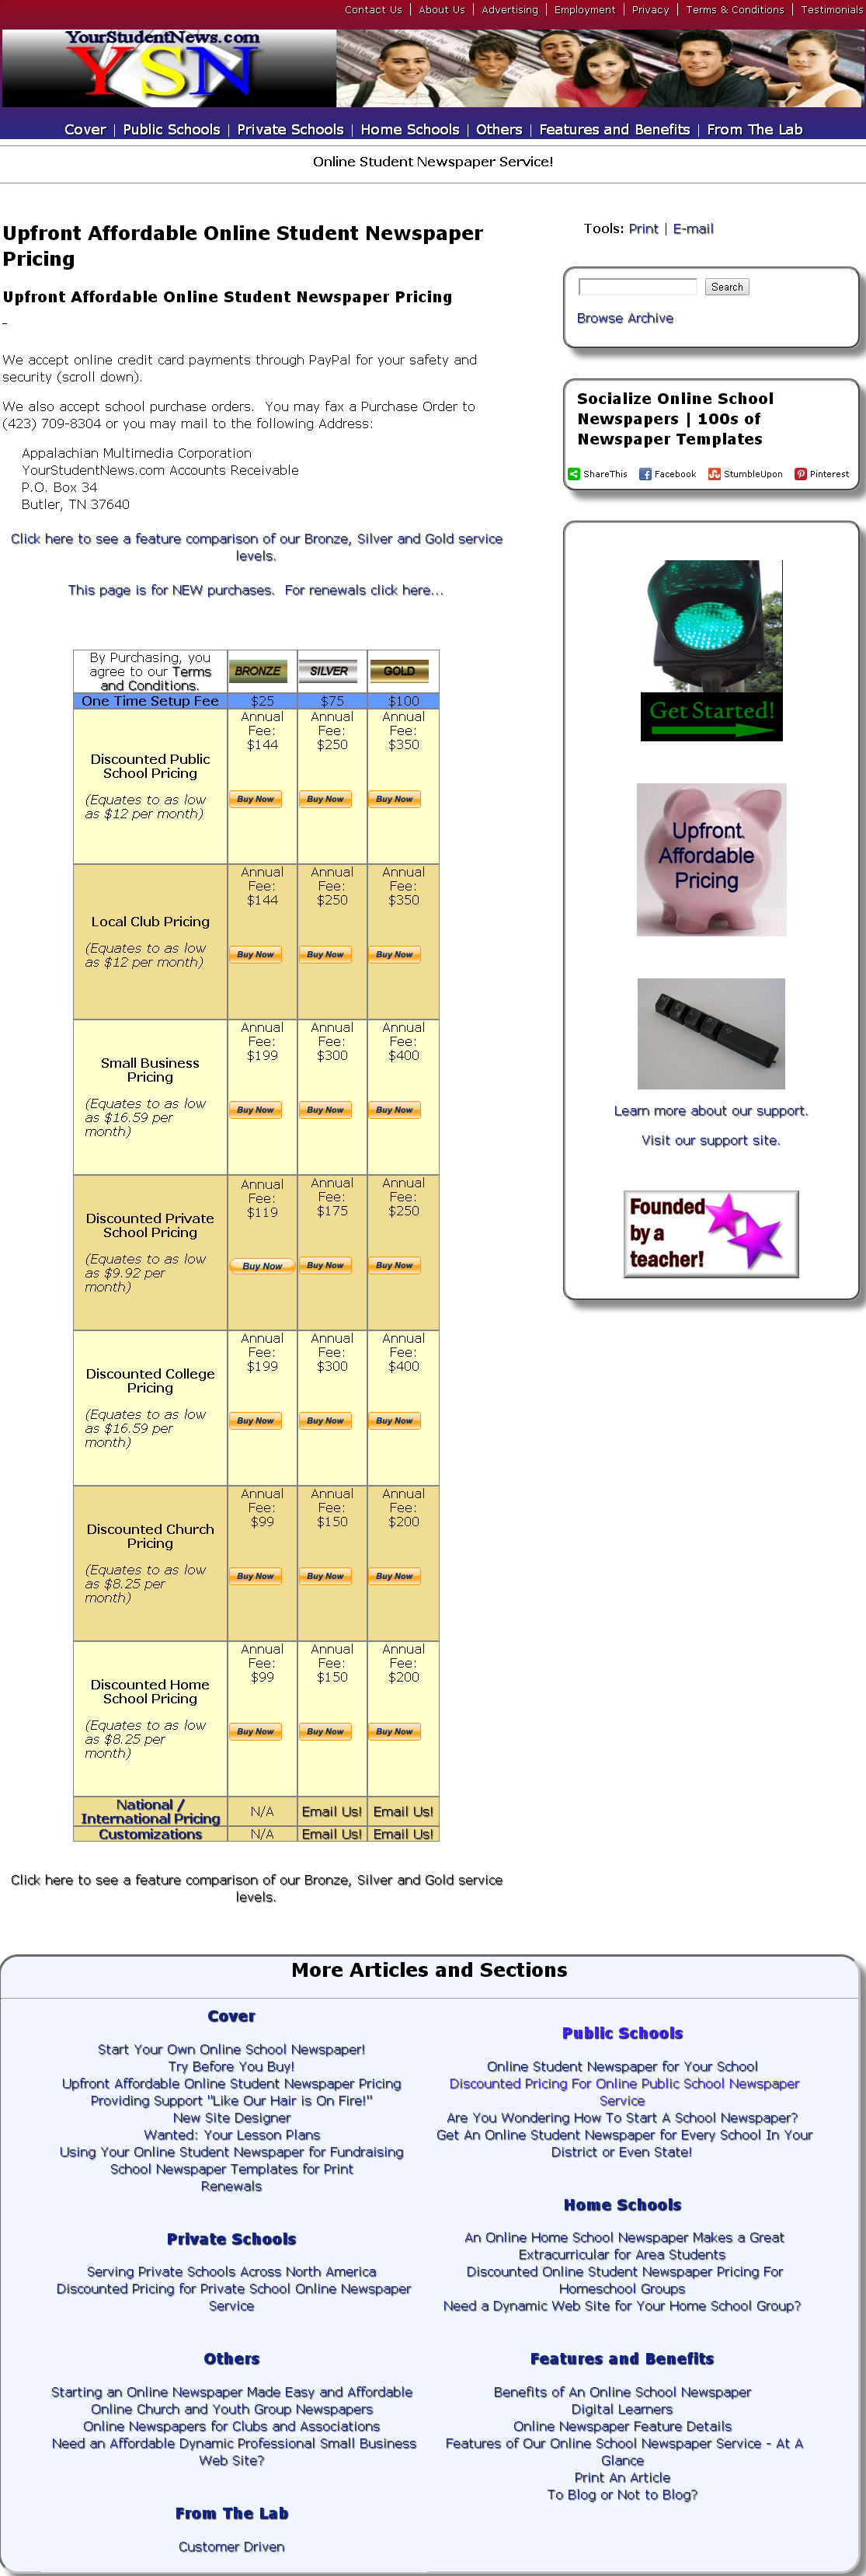 Contact Us | About Us | Advertising | Employment | Privacy | Terms & Conditions | Testimonials
YourStudentNews.com
YSN
Cover | Public Schools | Private Schools | Home Schools | Others | Features and Benefits | From The Lab
Online Student Newspaper Service!
Upfront Affordable Online Student Newspaper
Pricing
Upfront Affordable Online Student Newspaper Pricing
-
We accept online credit card payments through PayPal for your safety and
security (scroll down).
We also accept school purchase orders.  You may fax a Purchase Order to
(423) 709-8304 or you may mail to the following Address:
Appalachian Multimedia Corporation
YourStudentNews.com Accounts Receivable
P.O. Box 34
Butler, TN 37640
Click here to see a feature comparison of our Bronze, Silver and Gold service
levels.
This page is for NEW purchases.  For renewals click here...
By Purchasing, you
agree to our Terms
and Conditions.
BRONZE SILVER GOLD
One Time Setup Fee $25 $75 $100
Discounted Public
School Pricing
(Equates to as low
as $12 per month)
Annual Annual Annual
Fee: Fee: Fee:
$144 $250 $350
Buy Now Buy Now Buy Now
Local Club Pricing
(Equates to as low
as $12 per month)
Annual Annual Annual
Fee: Fee: Fee:
$144 $250 $350
Buy Now Buy Now Buy Now
Small Business
Pricing
(Equates to as low
as $16.59 per
month)
Annual Annual Annual
Fee: Fee: Fee:
$199 $300 $400
Buy Now Buy Now Buy Now
Discounted Private
School Pricing
(Equates to as low
as $9.92 per
month)
Annual Annual Annual
Fee: Fee: Fee:
$119 $175 $250
Buy Now Buy Now Buy Now
Discounted College
Pricing
(Equates to as low
as $16.59 per
month)
Annual Annual Annual
Fee: Fee: Fee:
$199 $300 $400
Buy Now Buy Now Buy Now
Discounted Church
Pricing
(Equates to as low
as $8.25 per
month)
Annual Annual Annual
Fee: Fee: Fee:
$99 $150 $200
Buy Now Buy Now Buy Now
Discounted Home
School Pricing
(Equates to as low
as $8.25 per
month)
Annual Annual Annual
Fee: Fee: Fee:
$99 $150 $200
Buy Now Buy Now Buy Now
National /
International Pricing N/A Email Us! Email Us!
Customizations N/A Email Us! Email Us!
Click here to see a feature comparison of our Bronze, Silver and Gold service
levels.
Tools: Print | E-mail
Search
Browse Archive
Socialize Online School
Newspapers | 100s of
Newspaper Templates
ShareThis Facebook StumbleUpon Pinterest
Get Started!
Upfront
Affordable
Pricing
Learn more about our support.
Visit our support site.
Founded
by a
teacher!
More Articles and Sections
Cover
Start Your Own Online School Newspaper!
Try Before You Buy!
Upfront Affordable Online Student Newspaper Pricing
Providing Support "Like Our Hair is On Fire!"
New Site Designer
Wanted: Your Lesson Plans
Using Your Online Student Newspaper for Fundraising
School Newspaper Templates for Print
Renewals
Public Schools
Online Student Newspaper for Your School
Discounted Pricing For Online Public School Newspaper
Service
Are You Wondering How To Start A School Newspaper?
Get An Online Student Newspaper for Every School In Your
District or Even State!
Private Schools
Serving Private Schools Across North America
Discounted Pricing for Private School Online Newspaper
Service
Home Schools
An Online Home School Newspaper Makes a Great
Extracurricular for Area Students
Discounted Online Student Newspaper Pricing For
Homeschool Groups
Need a Dynamic Web Site for Your Home School Group?
Others
Starting an Online Newspaper Made Easy and Affordable
Online Church and Youth Group Newspapers
Online Newspapers for Clubs and Associations
Need an Affordable Dynamic Professional Small Business
Web Site?
Features and Benefits
Benefits of An Online School Newspaper
Digital Learners
Online Newspaper Feature Details
Features of Our Online School Newspaper Service - At A
Glance
Print An Article
To Blog or Not to Blog?
From The Lab
Customer Driven